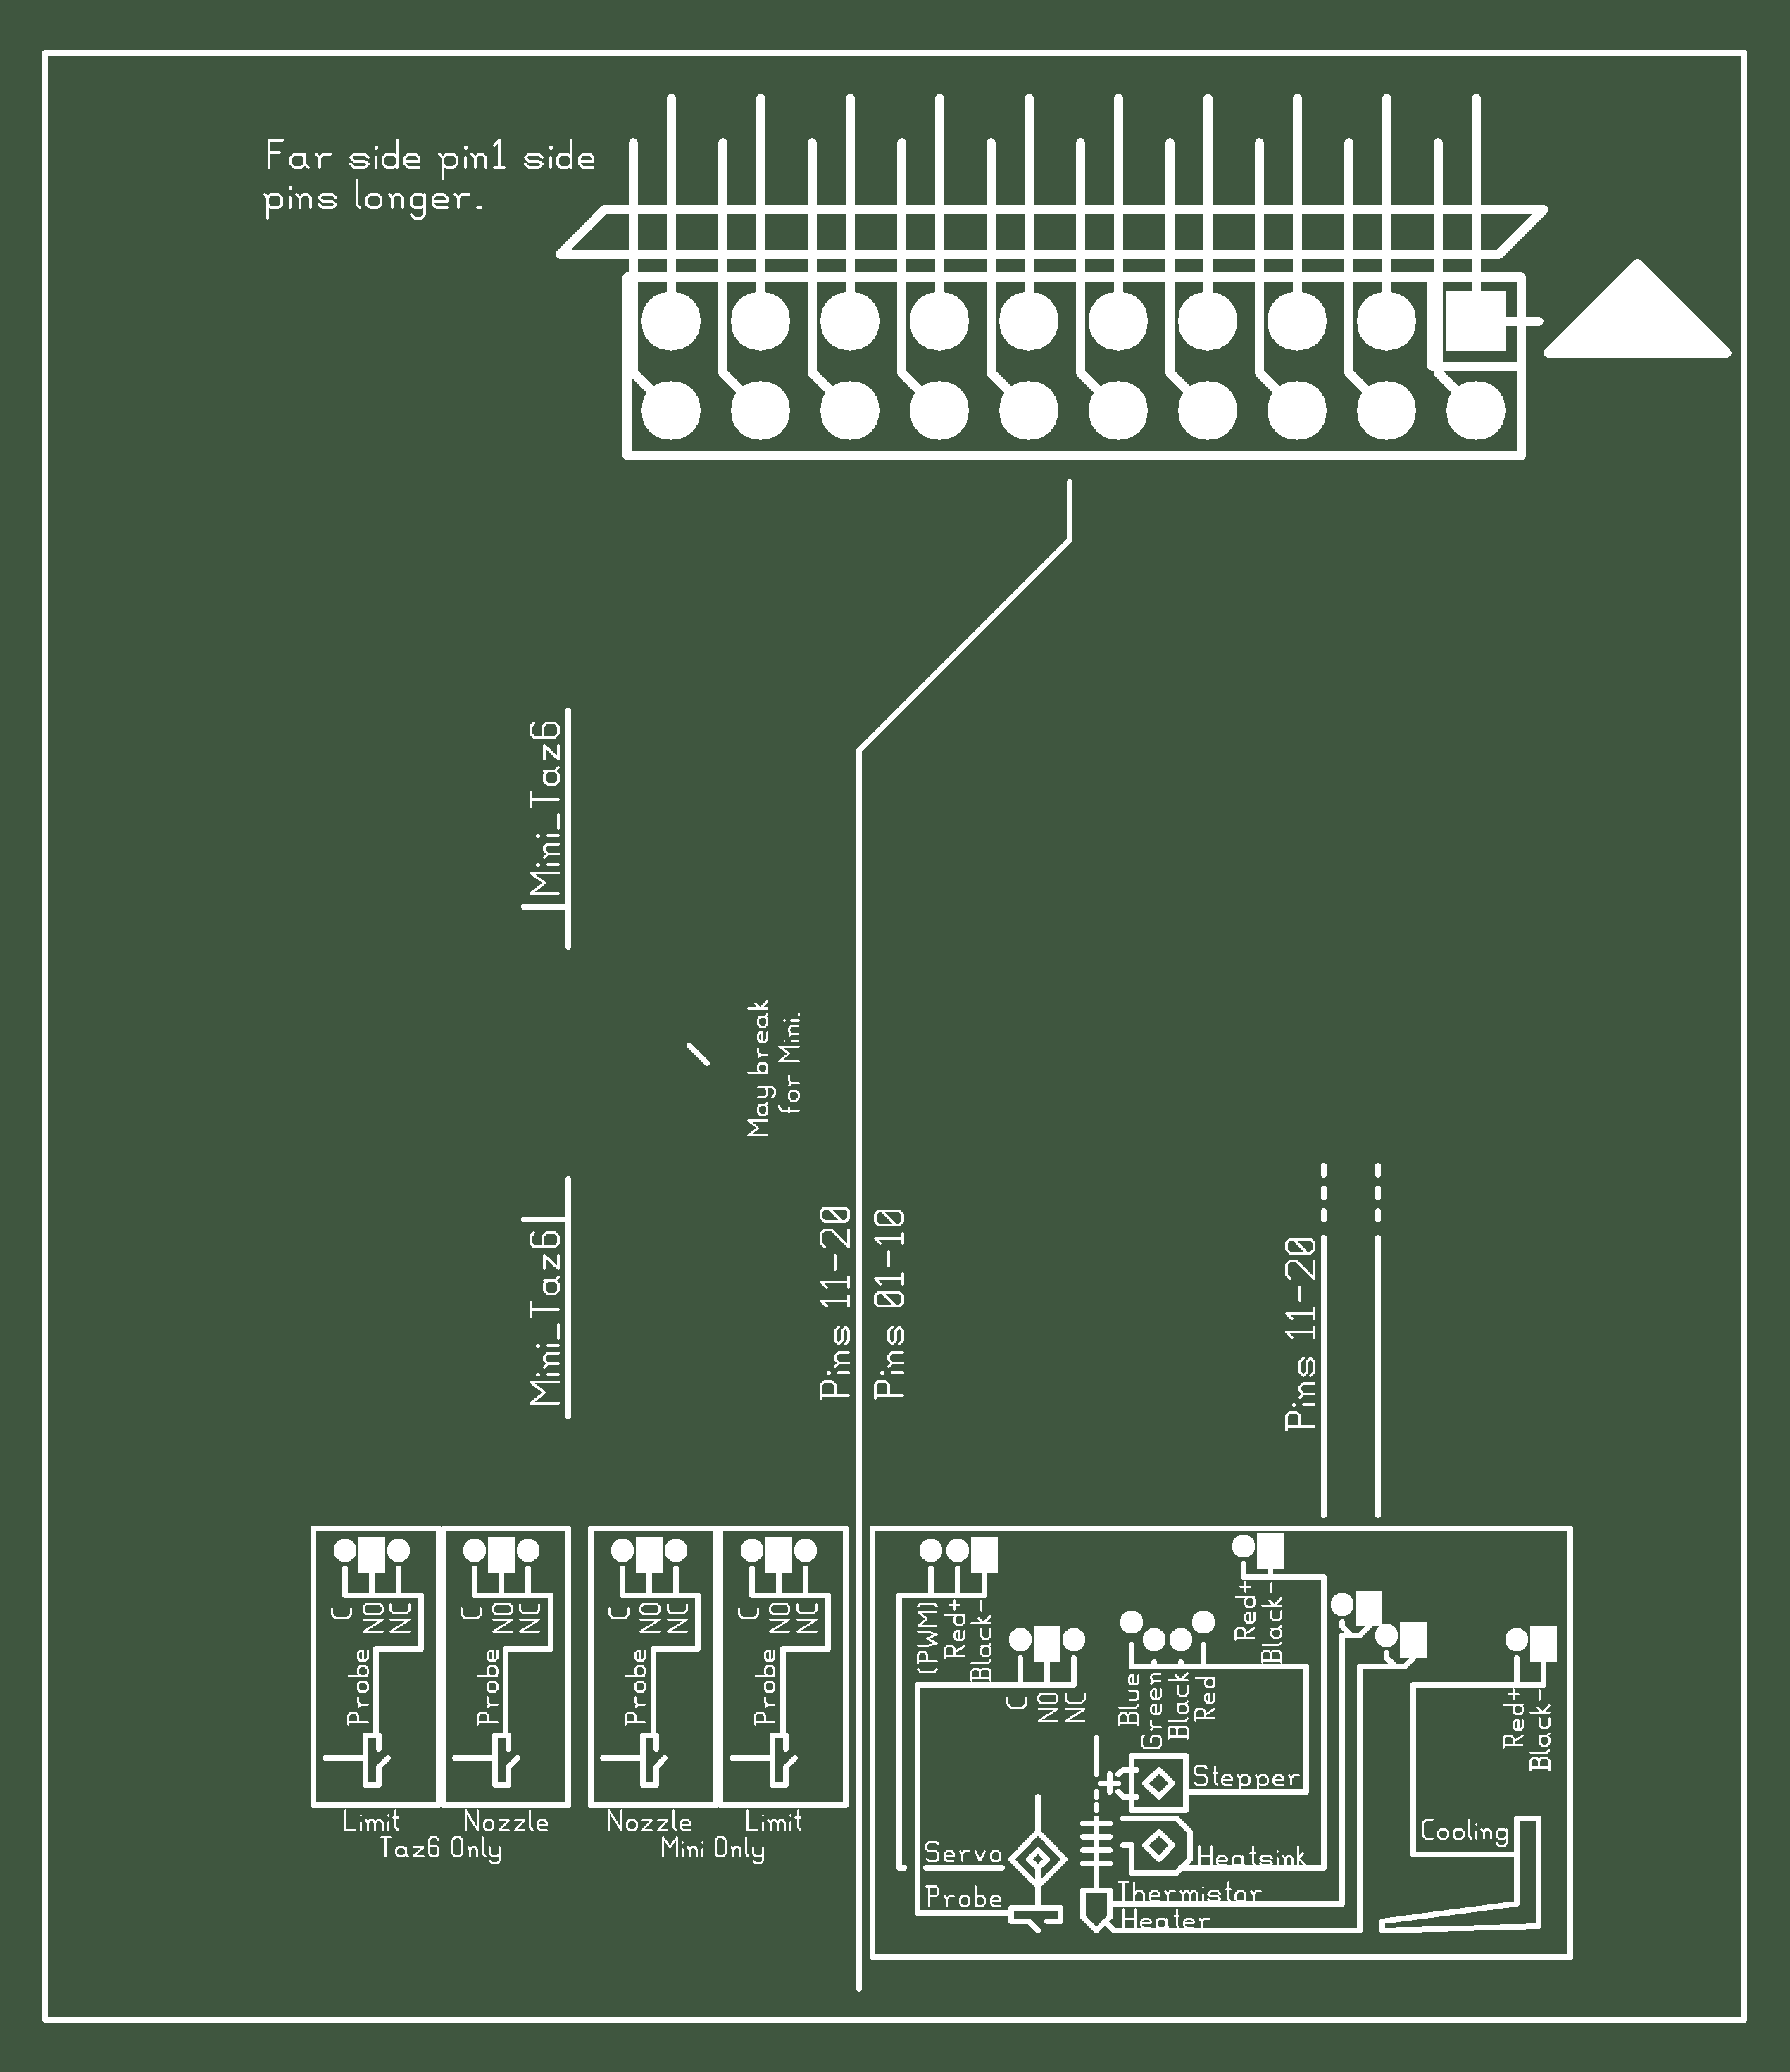 Far side pin1 side
pins longer.
Mini_Taz6
May break
for Mini.
Mini_Taz6
Pins 11-20
Pins 01-10
Pins 11-20
C
NO
NC
Probe
Limit
C
NO
NC
Probe
Nozzle
Taz6 Only
C
NO
NC
Probe
Nozzle
C
NO
NC
Probe
Limit
Mini Only
(PWM)
Red+
Black-
C
NO
NC
Blue
Green
Black
Red
Red+
Black-
Red+
Black-
Stepper
Cooling
Servo
Heatsink
Thermistor
Probe
Heater